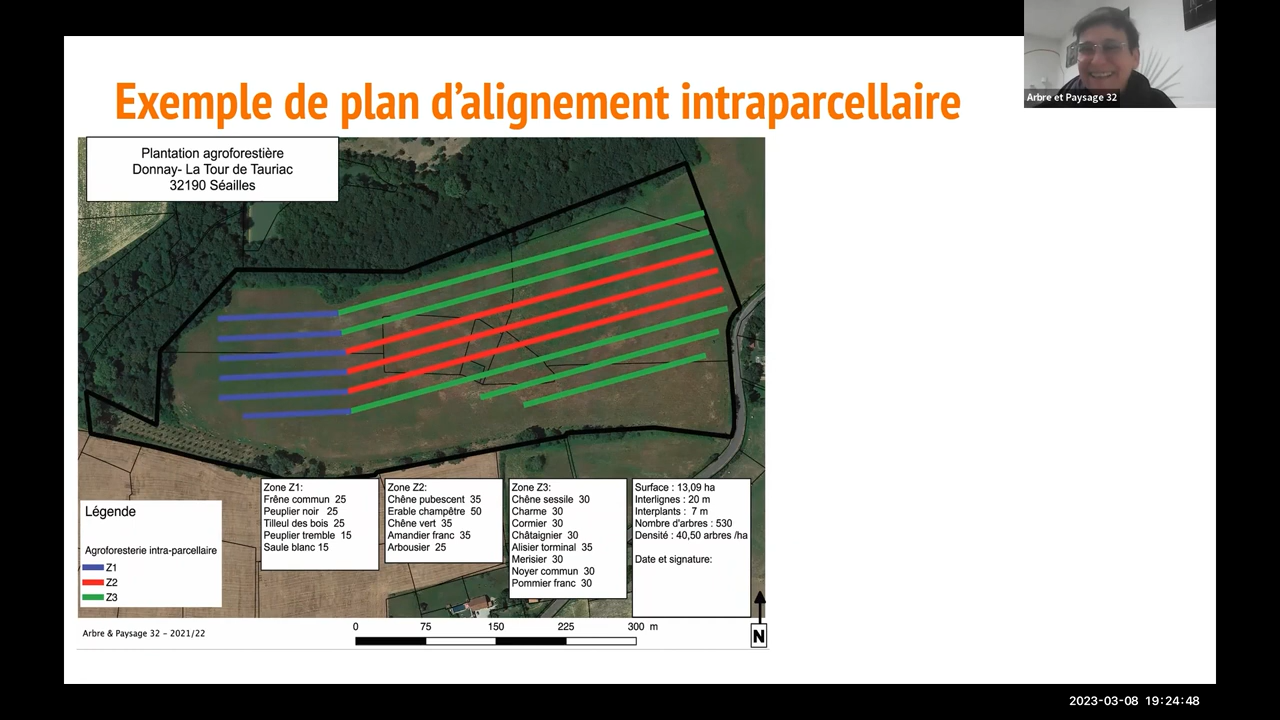 Arbre et Paysage 32
Exemple de plan d'alignement intraparcellaire
Plantation agroforestière
Donnay- La Tour de Tauriac
32190 Séailles
Légende
Agroforesterie intra-parcellaire
Z1
Z2
Z3
Zone Z1:
Frêne commun 25
Peuplier noir 25
Tilleul des bois 25
Peuplier tremble 15
Saule blanc 15
Zone Z2:
Chêne pubescent 35
Erable champêtre 50
Chêne vert 35
Amandier franc 35
Arbousier 25
Zone Z3:
Chêne sessile 30
Charme 30
Cormier 30
Châtaignier 30
Alisier torminal 35
Merisier 30
Noyer commun 30
Pommier franc 30
Surface : 13,09 ha
Interlignes : 20 m
Interplants : 7 m
Nombre d'arbres : 530
Densité : 40,50 arbres /ha
Date et signature:
Arbre & Paysage 32 – 2021/22
0 75 150 225 300 m
N
2023-03-08 19:24:48